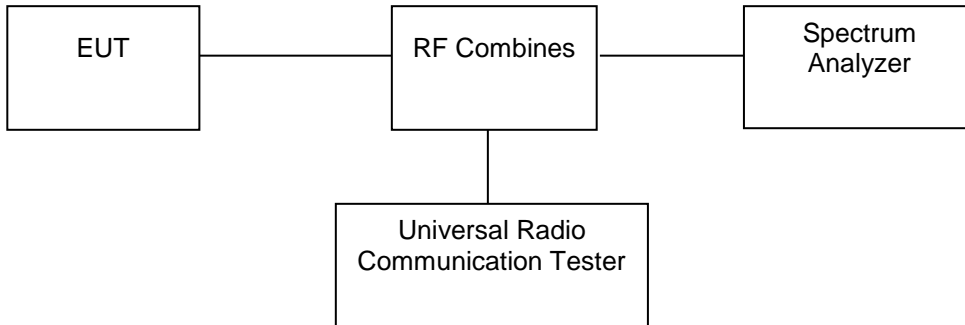 EUT
RF Combines
Spectrum
Analyzer
Universal Radio
Communication Tester